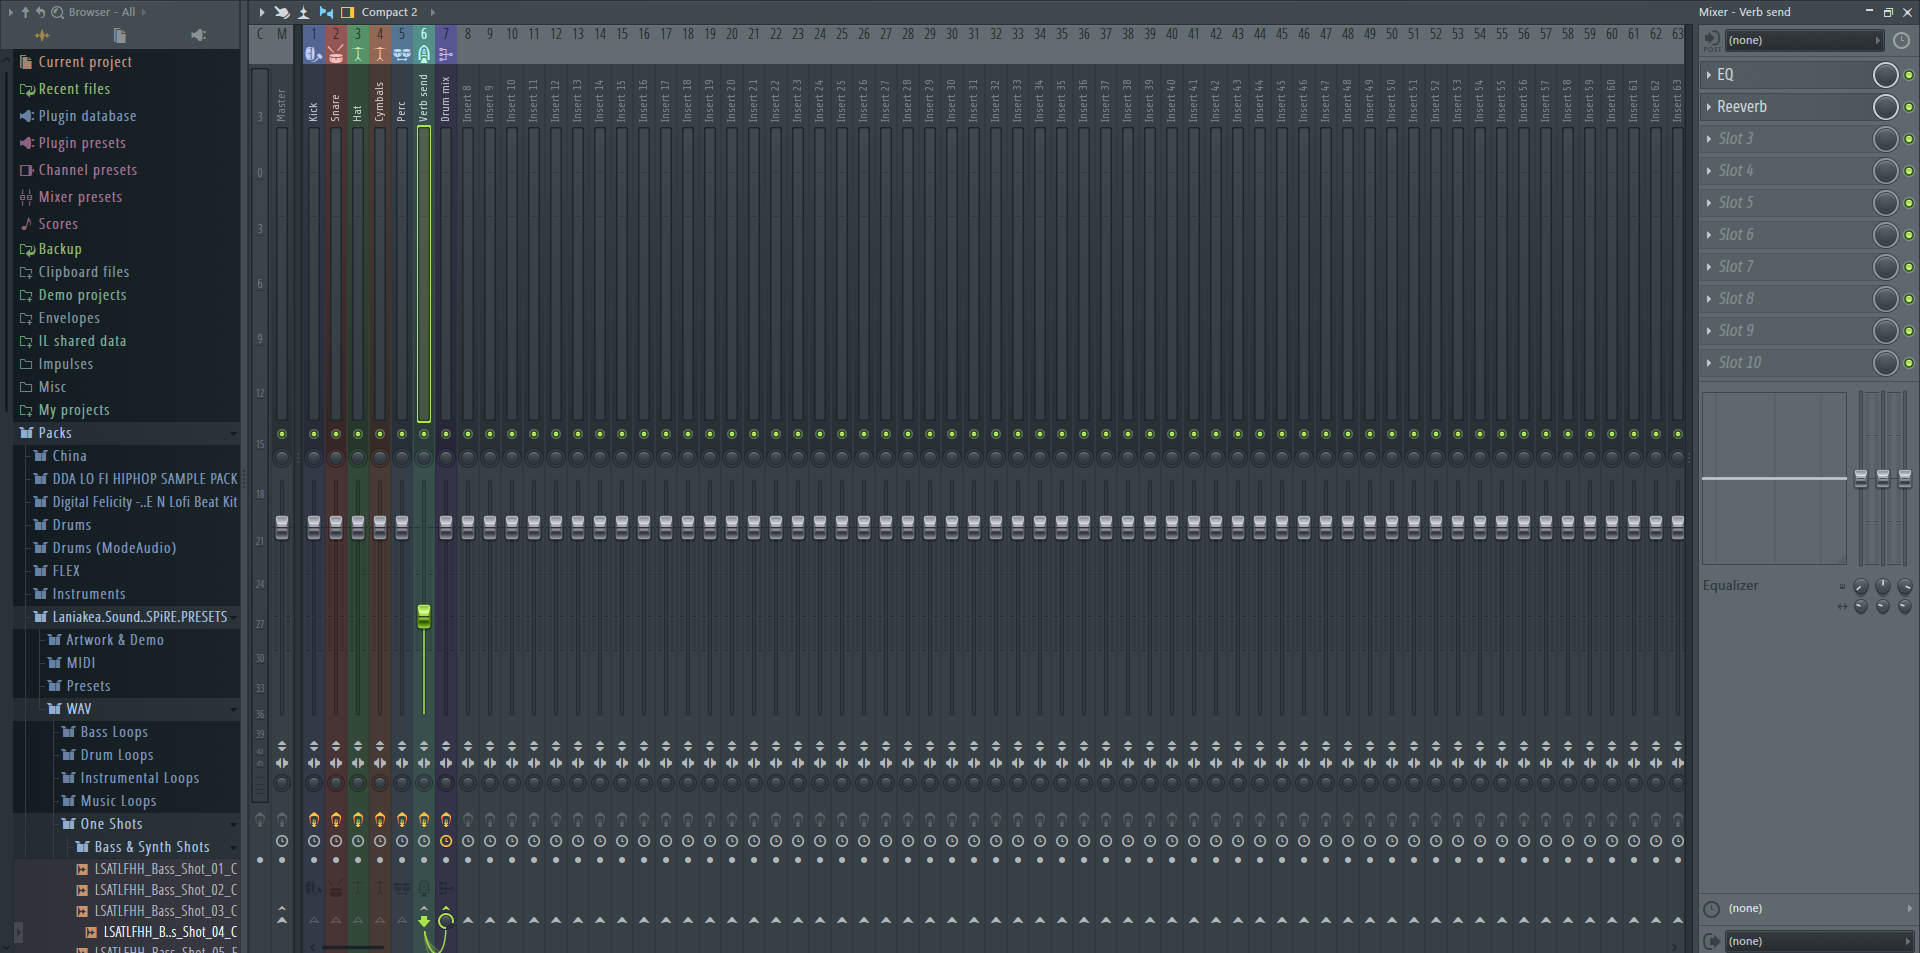 Browser - All
Current project
Recent files
Plugin database
Plugin presets
Channel presets
Mixer presets
Scores
Backup
Clipboard files
Demo projects
Envelopes
IL shared data
Impulses
Misc
My projects
Packs
China
DDA LO FI HIPHOP SAMPLE PACK
Digital Felicity -..E N Lofi Beat Kit
Drums
Drums (ModeAudio)
FLEX
Instruments
Laniakea.Sound..SPiRE.PRESETS
Artwork & Demo
MIDI
Presets
WAV
Bass Loops
Drum Loops
Instrumental Loops
Music Loops
One Shots
Bass & Synth Shots
LSATLFHH_Bass_Shot_01_C
LSATLFHH_Bass_Shot_02_C
LSATLFHH_Bass_Shot_03_C
LSATLFHH_B..s_Shot_04_C
Compact 2
C M 1 2 3 4 5 6 7 8 9 10 11 12 13 14 15 16 17 18 19 20 21 22 23 24 25 26 27 28 29 30 31 32 33 34 35 36 37 38 39 40 41 42 43 44 45 46 47 48 49 50 51 52 53 54 55 56 57 58 59 60 61 62 63
Master
Kick
Snare
Hat
Cymbals
Perc
Verb send
Drum mix
Insert 8
Insert 9
Insert 10
Insert 11
Insert 12
Insert 13
Insert 14
Insert 15
Insert 16
Insert 17
Insert 18
Insert 19
Insert 20
Insert 21
Insert 22
Insert 23
Insert 24
Insert 25
Insert 26
Insert 27
Insert 28
Insert 29
Insert 30
Insert 31
Insert 32
Insert 33
Insert 34
Insert 35
Insert 36
Insert 37
Insert 38
Insert 39
Insert 40
Insert 41
Insert 42
Insert 43
Insert 44
Insert 45
Insert 46
Insert 47
Insert 48
Insert 49
Insert 50
Insert 51
Insert 52
Insert 53
Insert 54
Insert 55
Insert 56
Insert 57
Insert 58
Insert 59
Insert 60
Insert 61
Insert 62
Insert 63
3
0
3
6
9
12
15
18
21
24
27
30
33
36
39
42
45
Mixer - Verb send
POST
(none)
EQ
Reeverb
Slot 3
Slot 4
Slot 5
Slot 6
Slot 7
Slot 8
Slot 9
Slot 10
Equalizer
(none)
(none)